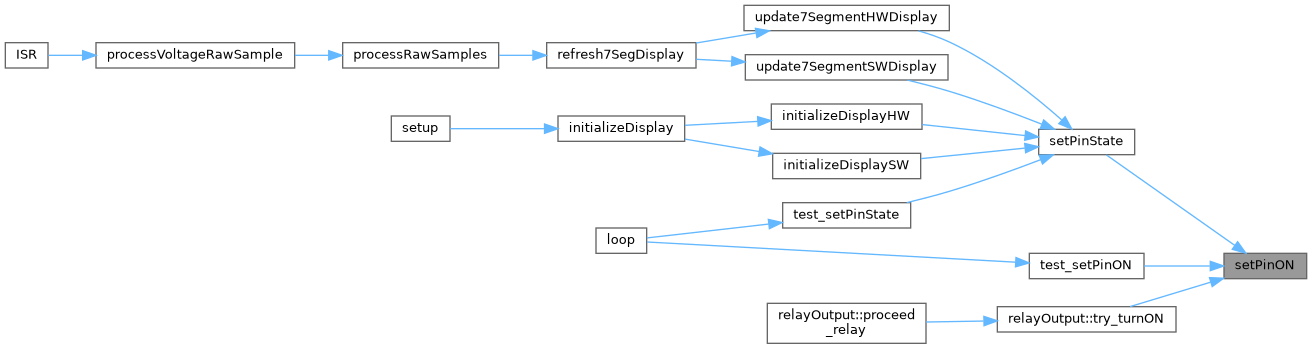 update7SegmentHWDisplay
ISR
processVoltageRawSample
processRawSamples
refresh7SegDisplay
update7SegmentSWDisplay
initializeDisplayHW
setup
initializeDisplay
setPinState
initializeDisplaySW
test_setPinState
loop
test_setPinON
setPinON
relayOutput::proceed
_relay
relayOutput::try_turnON